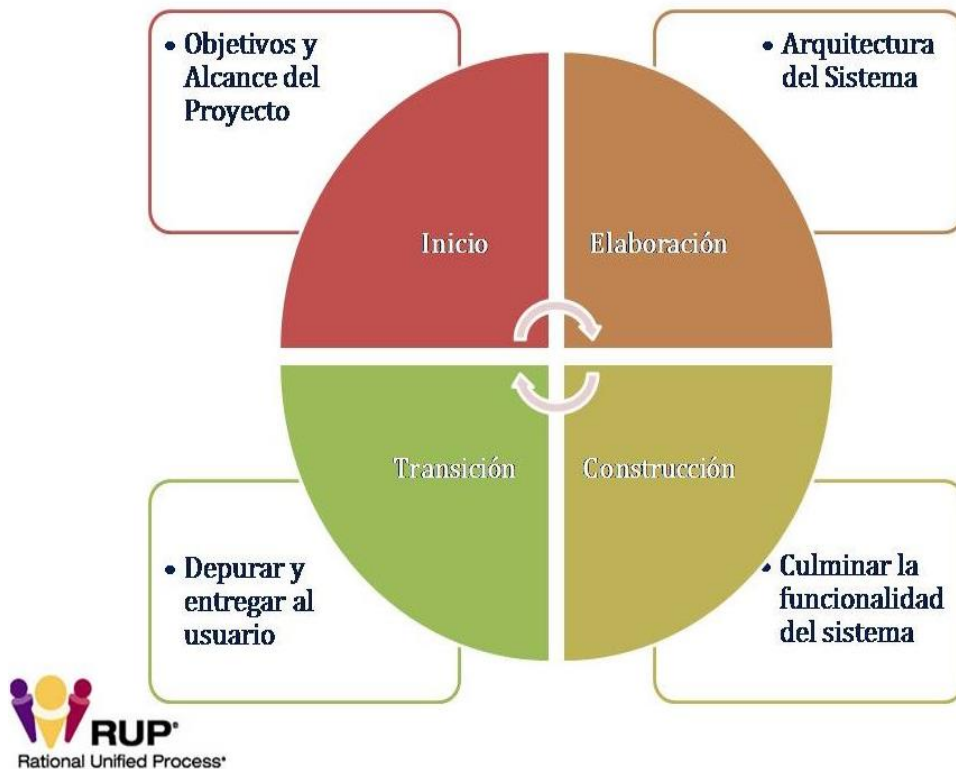 • Objetivos y
Alcance del
Proyecto
• Arquitectura
del Sistema
Inicio
Elaboración
Transición
Construcción
• Depurar y
entregar al
usuario
• Culminar la
funcionalidad
del sistema
RUP®
Rational Unified Process®